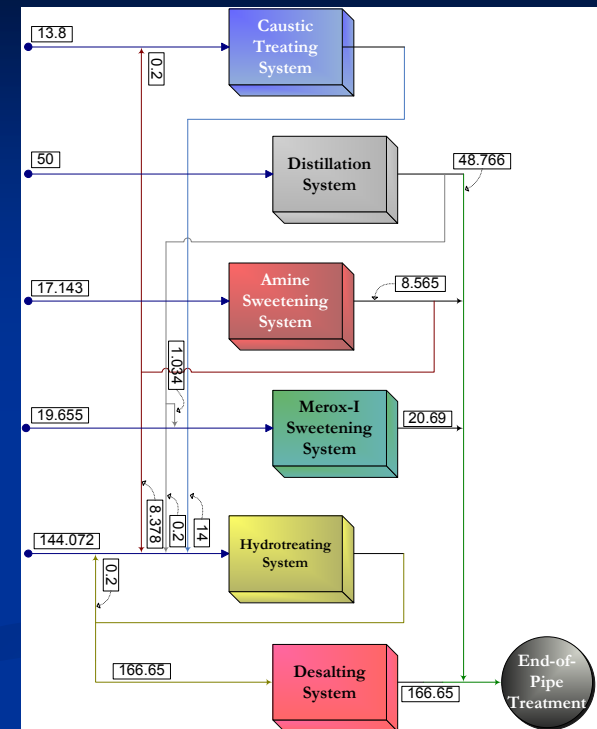 13.8
Caustic
Treating
System
0.2
50
Distillation
System
48.766
17.143
Amine
Sweetening
System
8.565
1.034
19.655
Merox-I
Sweetening
System
20.69
8.378
0.2
14
144.072
Hydrotreating
System
0.2
166.65
Desalting
System
166.65
End-of-
Pipe
Treatment